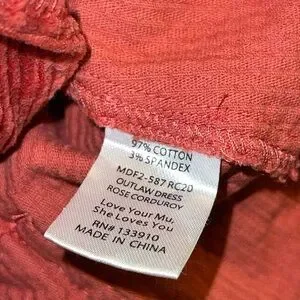 97% COTTON
3% SPANDEX
MDF2-587 RC20
OUTLAW DRESS
ROSE CORDUROY
Love Your Mu,
She Loves You
RN# 133910
MADE IN CHINA